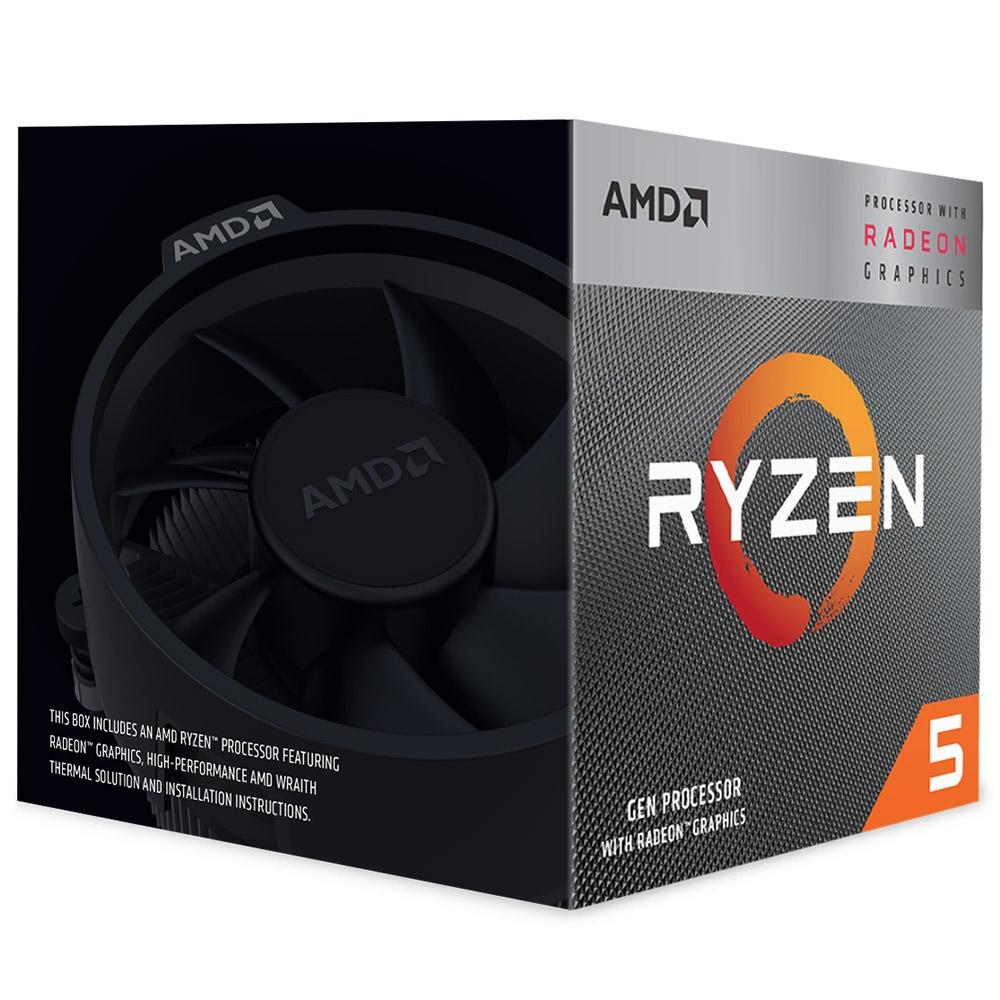 AMD
AMD
THIS BOX INCLUDES AN AMD RYZEN™ PROCESSOR FEATURING
RADEON™ GRAPHICS, HIGH-PERFORMANCE AMD WRAITH
THERMAL SOLUTION AND INSTALLATION INSTRUCTIONS.
AMD
PROCESSOR WITH
RADEON
GRAPHICS
RYZEN
5
GEN PROCESSOR
WITH RADEON™ GRAPHICS